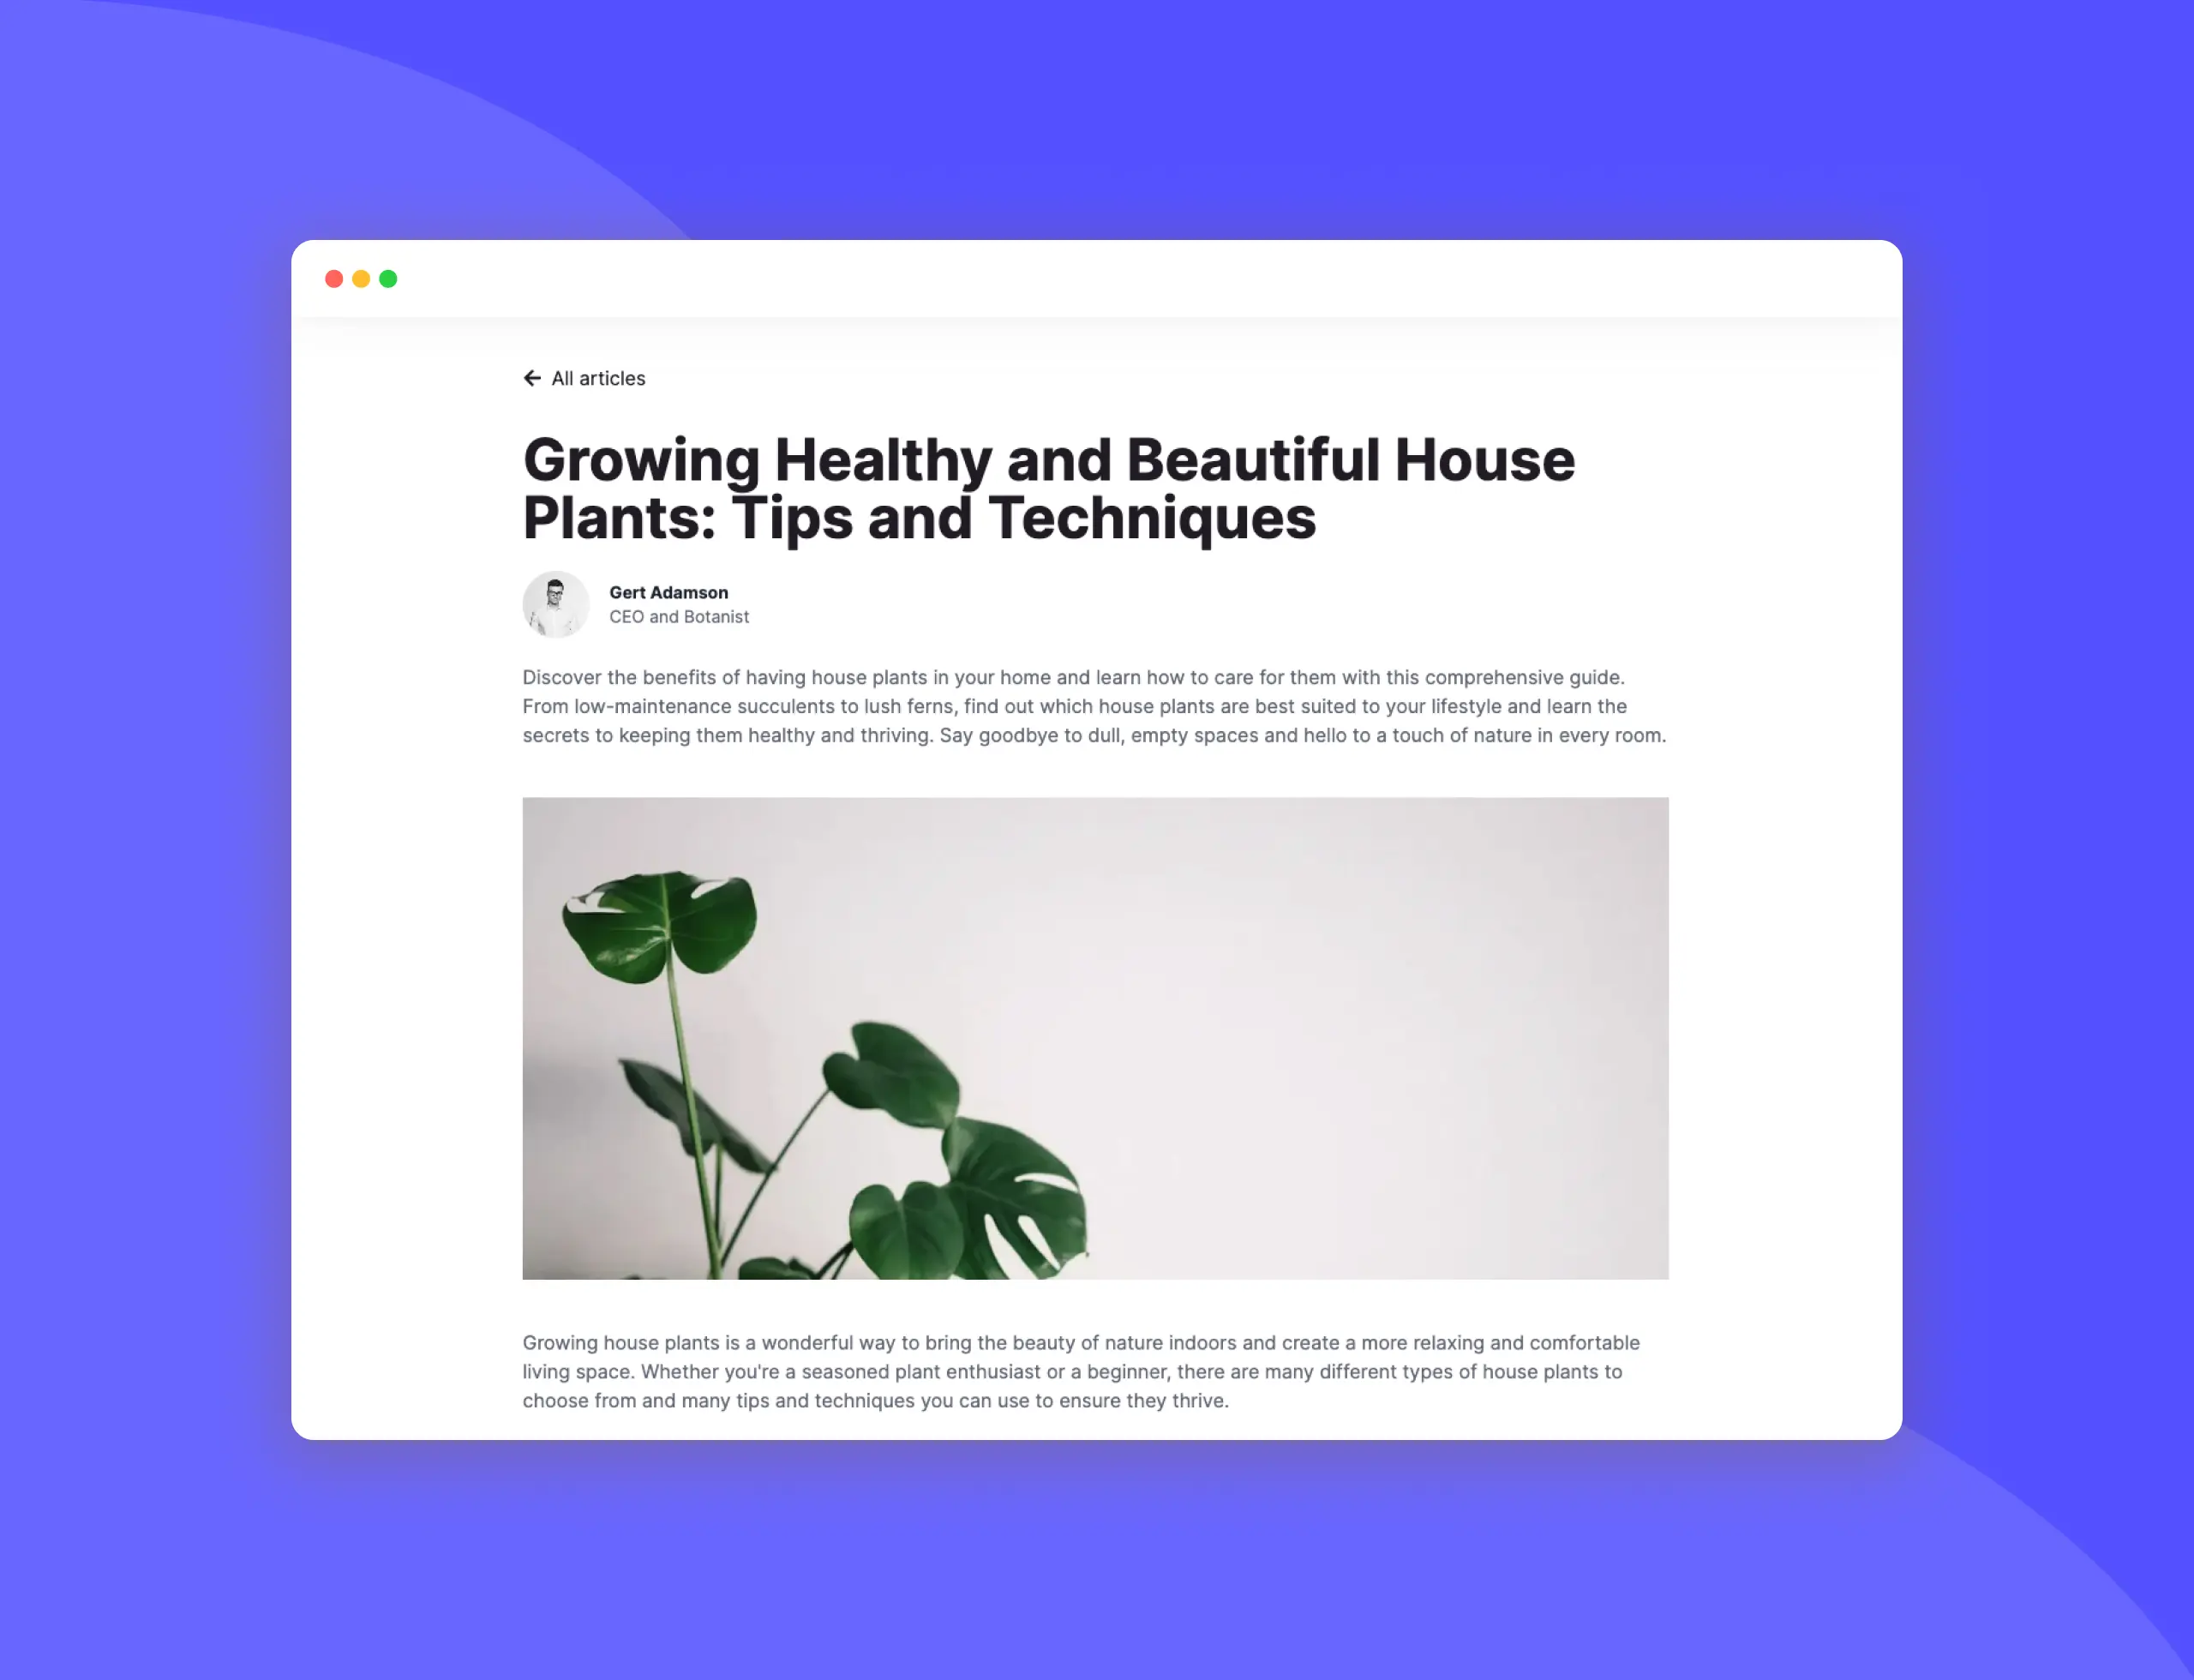 All articles
Growing Healthy and Beautiful House
Plants: Tips and Techniques
Gert Adamson
CEO and Botanist
Discover the benefits of having house plants in your home and learn how to care for them with this comprehensive guide.
From low-maintenance succulents to lush ferns, find out which house plants are best suited to your lifestyle and learn the
secrets to keeping them healthy and thriving. Say goodbye to dull, empty spaces and hello to a touch of nature in every room.
Growing house plants is a wonderful way to bring the beauty of nature indoors and create a more relaxing and comfortable
living space. Whether you're a seasoned plant enthusiast or a beginner, there are many different types of house plants to
choose from and many tips and techniques you can use to ensure they thrive.